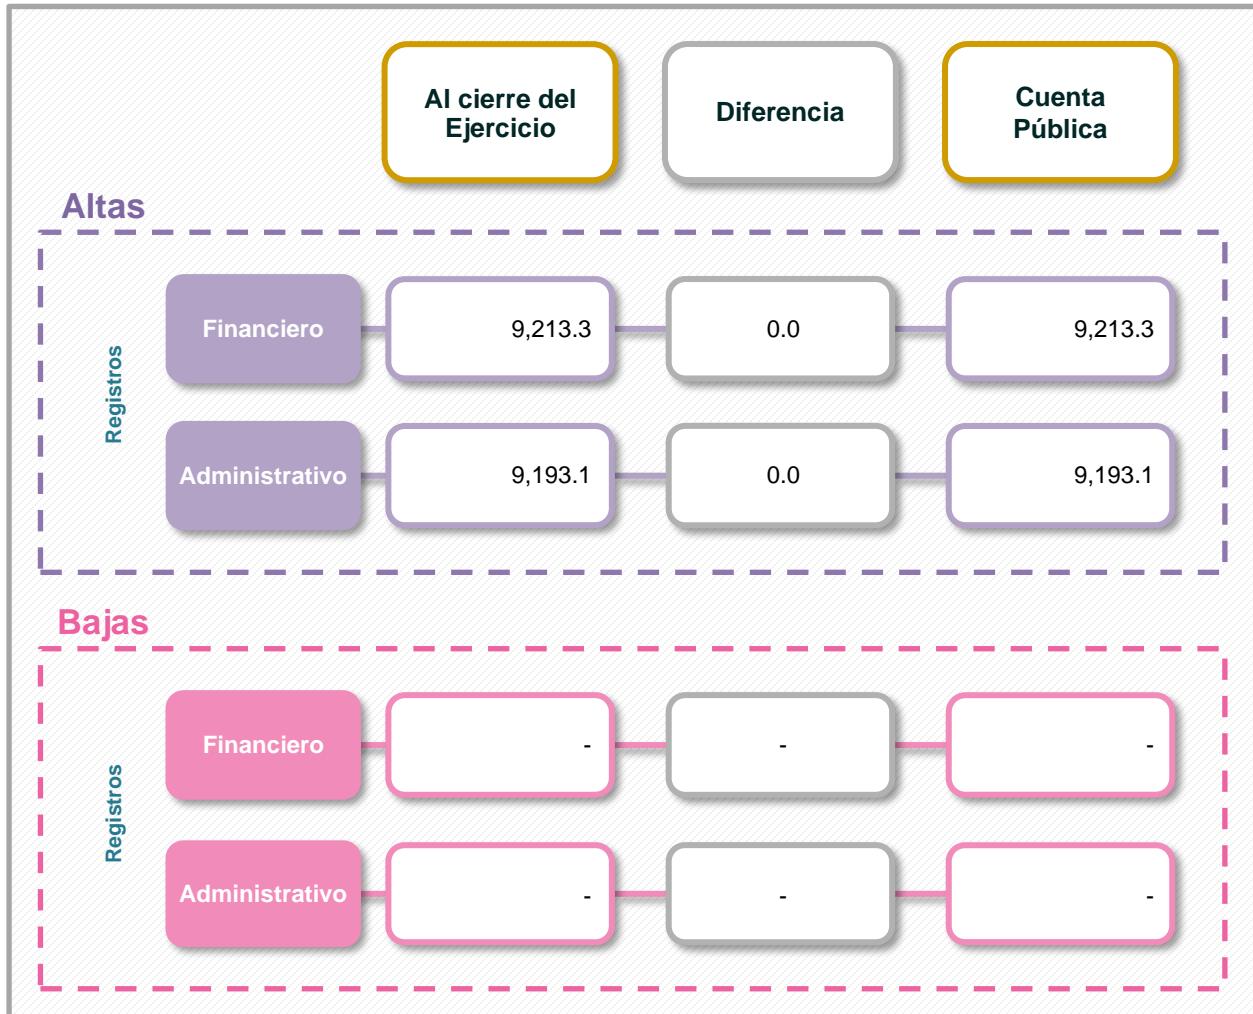 Al cierre del
Ejercicio
Diferencia
Cuenta
Pública
Altas
Registros
Financiero
9,213.3
0.0
9,213.3
Administrativo
9,193.1
0.0
9,193.1
Bajas
Registros
Financiero
-
-
-
Administrativo
-
-
-